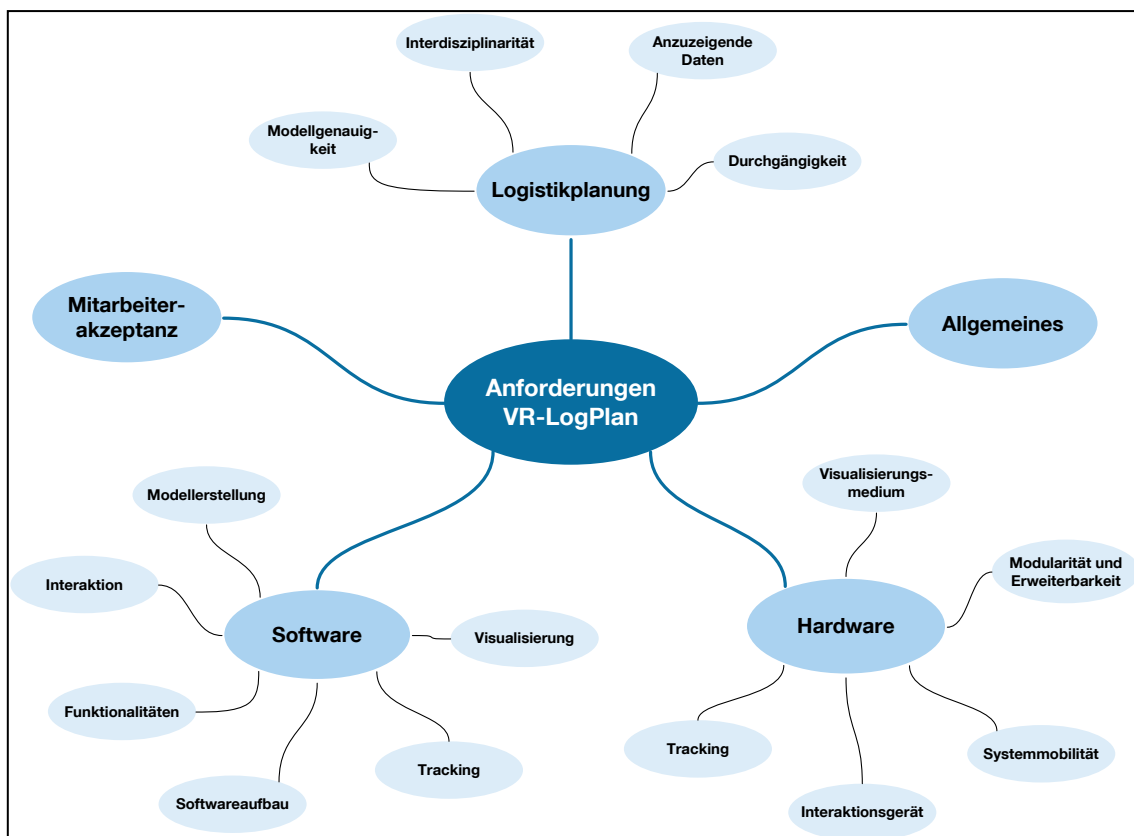 Interdisziplinarität
Anzuzeigende
Daten
Modellgenauig-
keit
Durchgängigkeit
Logistikplanung
Mitarbeiter-
akzeptanz
Allgemeines
Anforderungen
VR-LogPlan
Modellerstellung
Visualisierungs-
medium
Interaktion
Modularität und
Erweiterbarkeit
Software
Visualisierung
Hardware
Funktionalitäten
Tracking
Tracking
Systemmobilität
Softwareaufbau
Interaktionsgerät